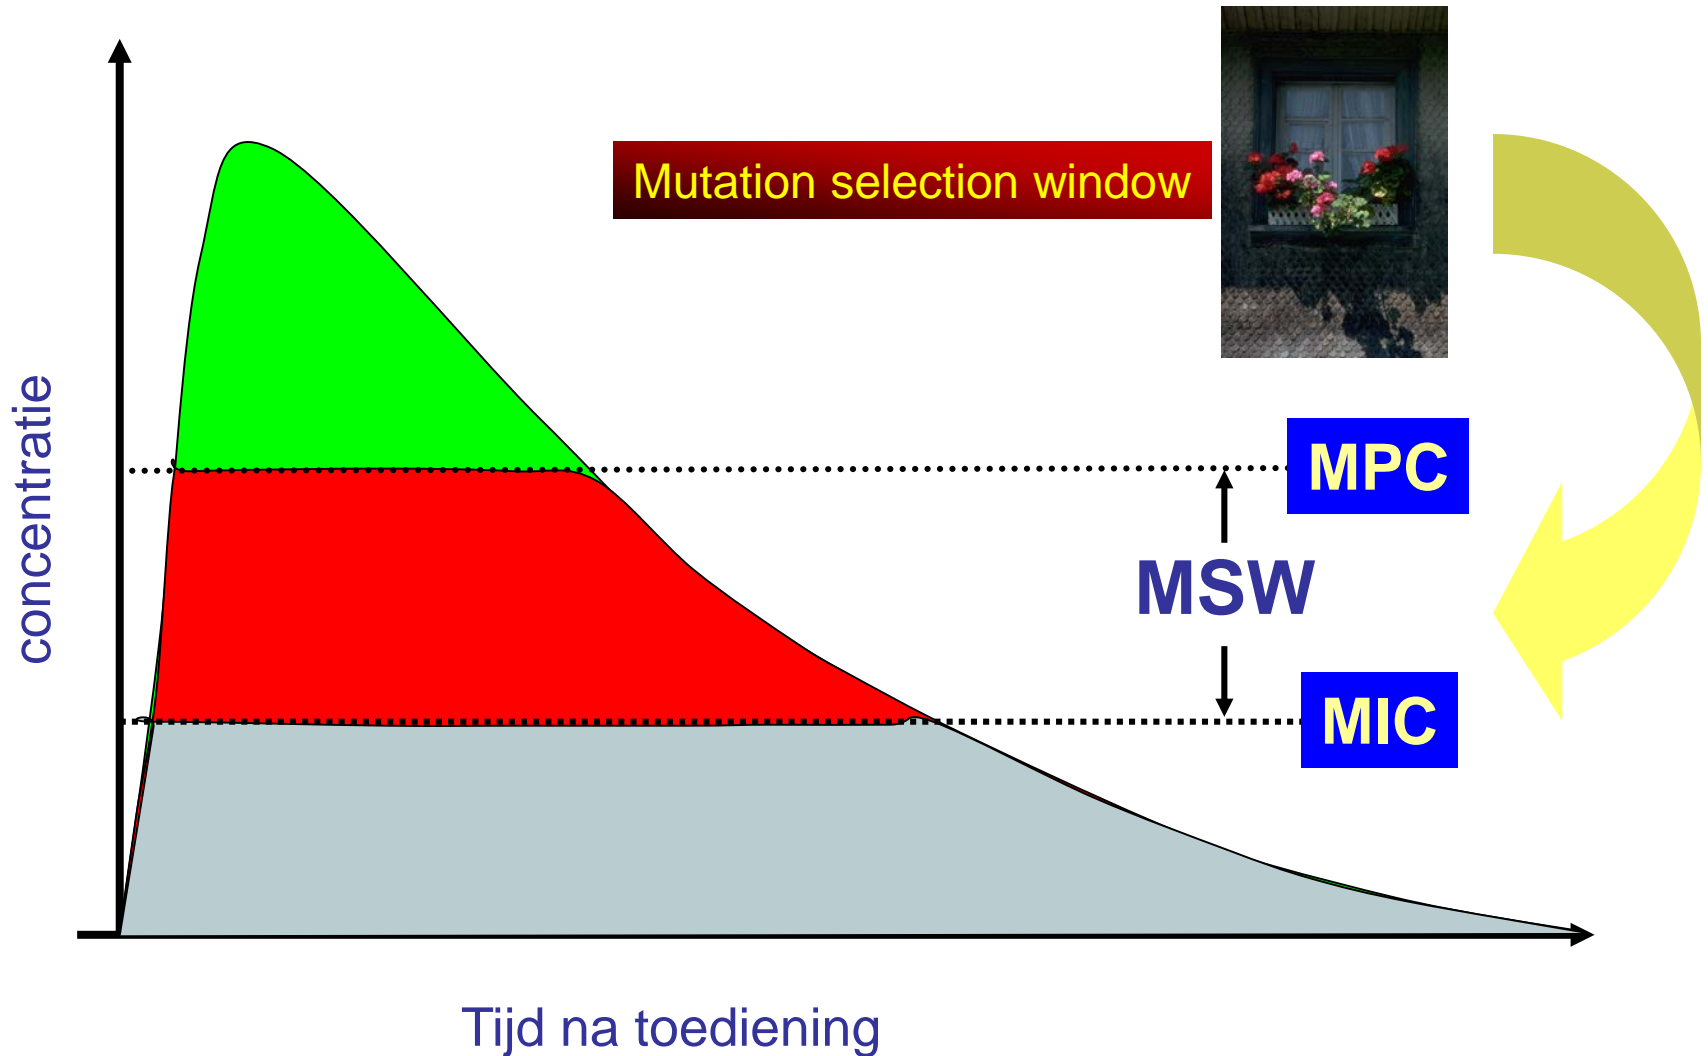 Mutation selection window
concentratie
MPC
MSW
MIC
Tijd na toediening